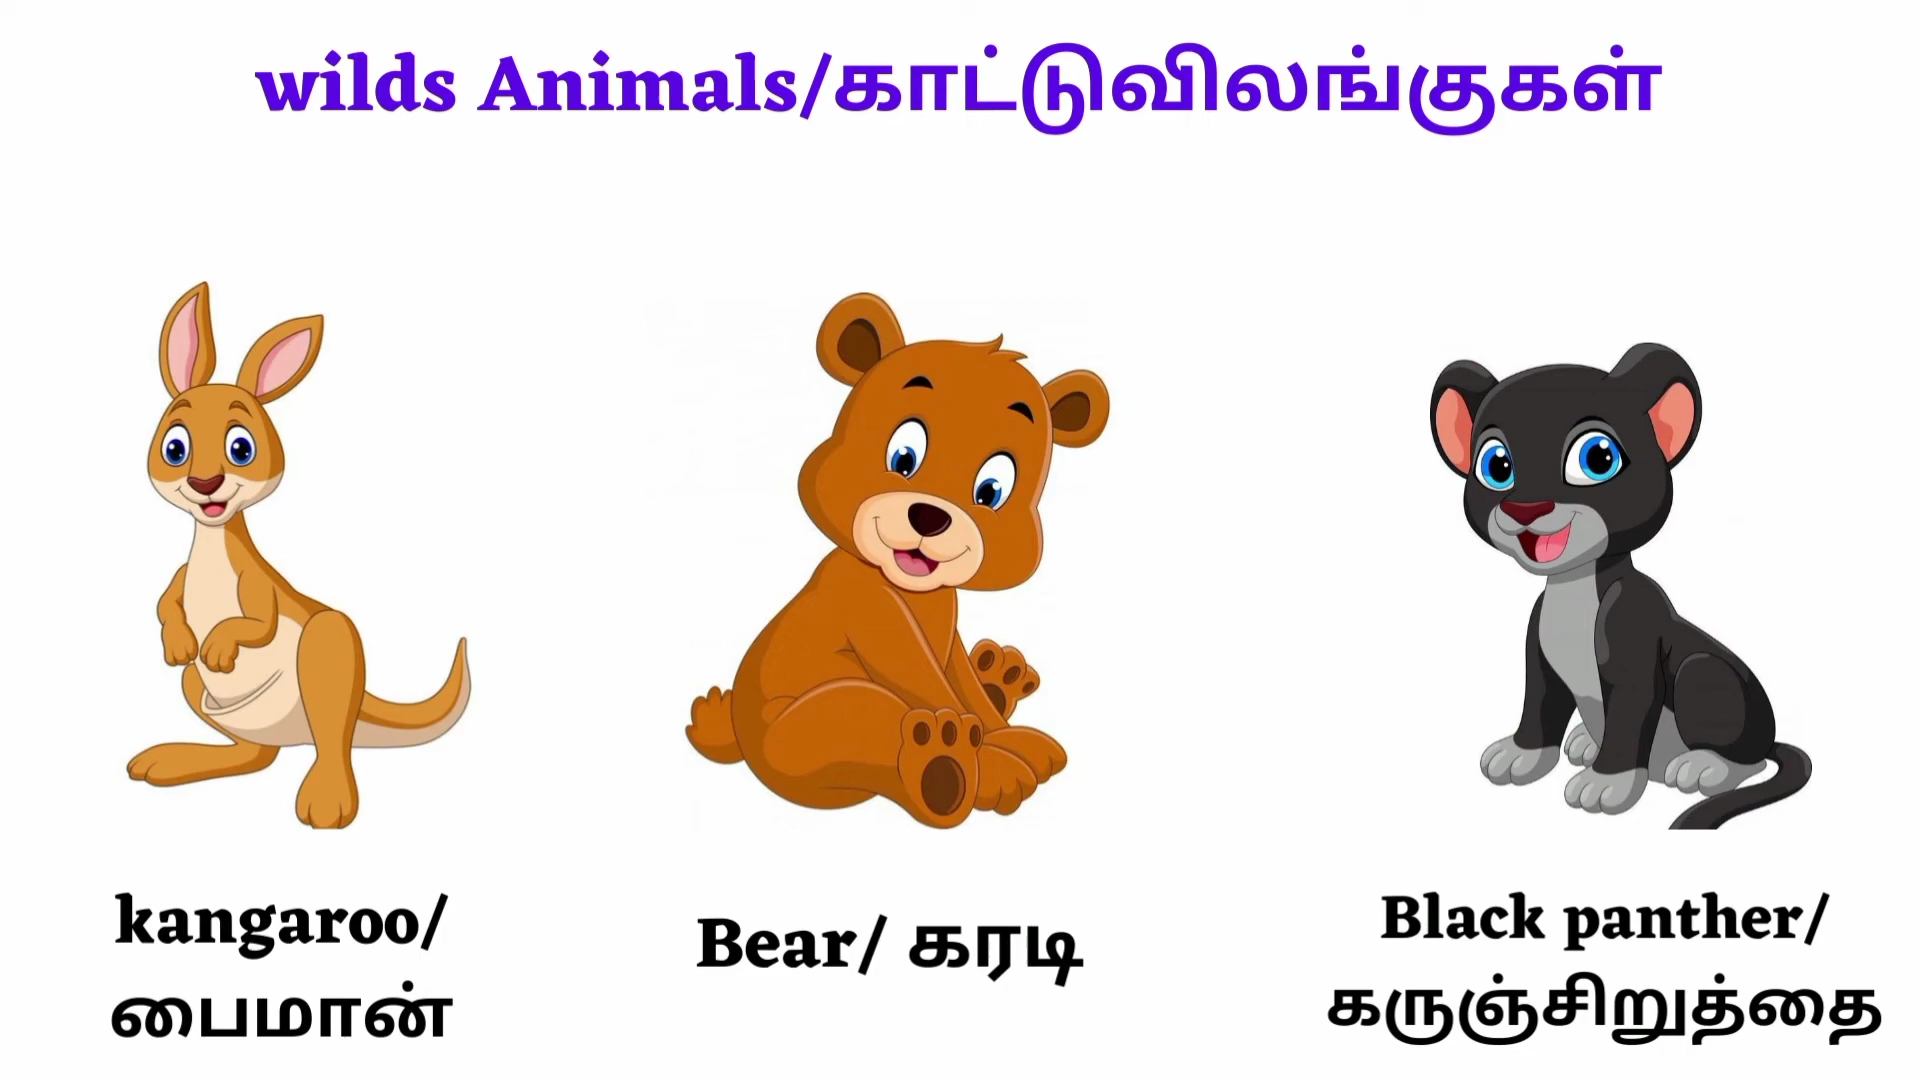 wilds Animals/காட்டுவிலங்குகள்
kangaroo/
பைமான்
Bear/ கரடி
Black panther/
கருஞ்சிறுத்தை